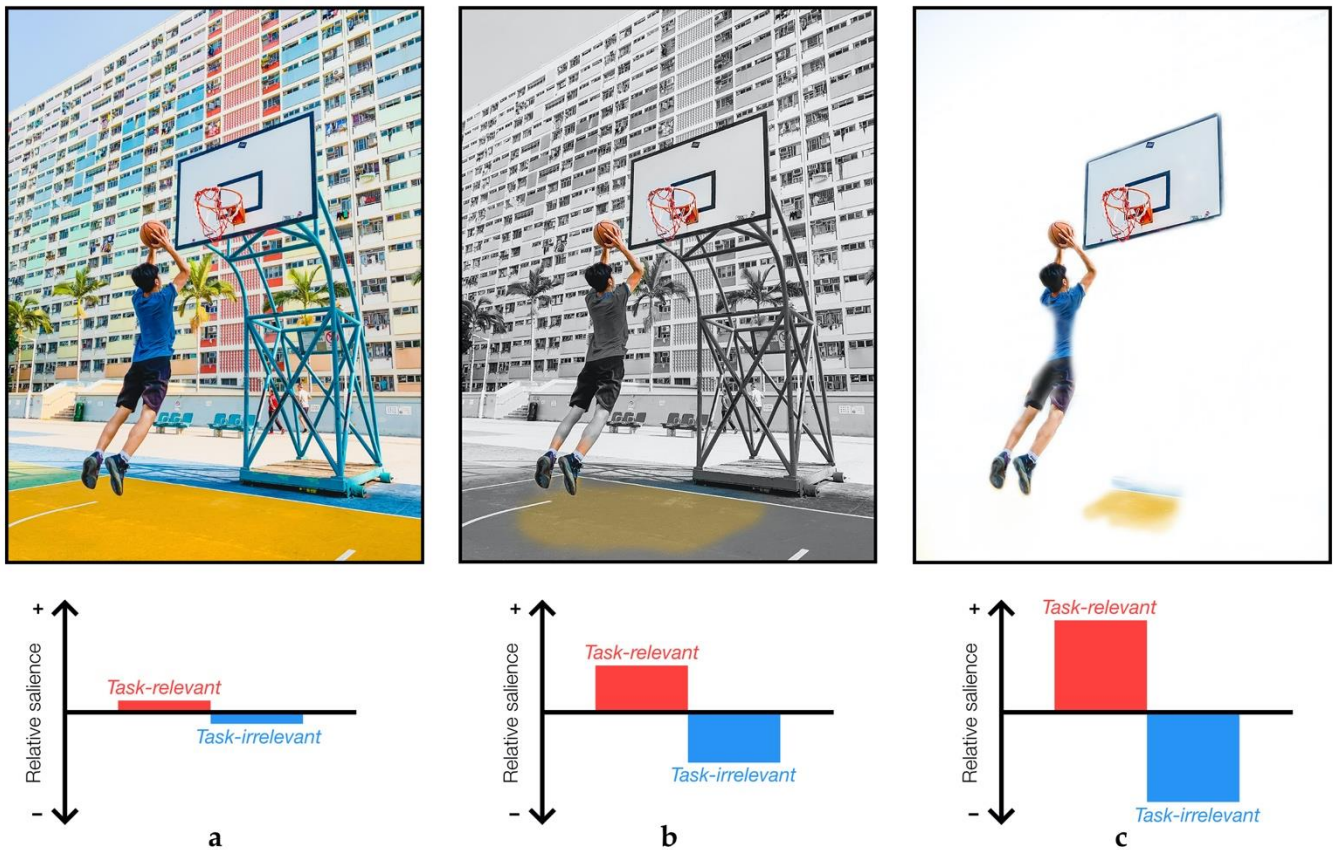 +
Relative salience
Task-relevant
Task-irrelevant
–
a
+
Relative salience
Task-relevant
Task-irrelevant
–
b
+
Relative salience
Task-relevant
Task-irrelevant
–
c